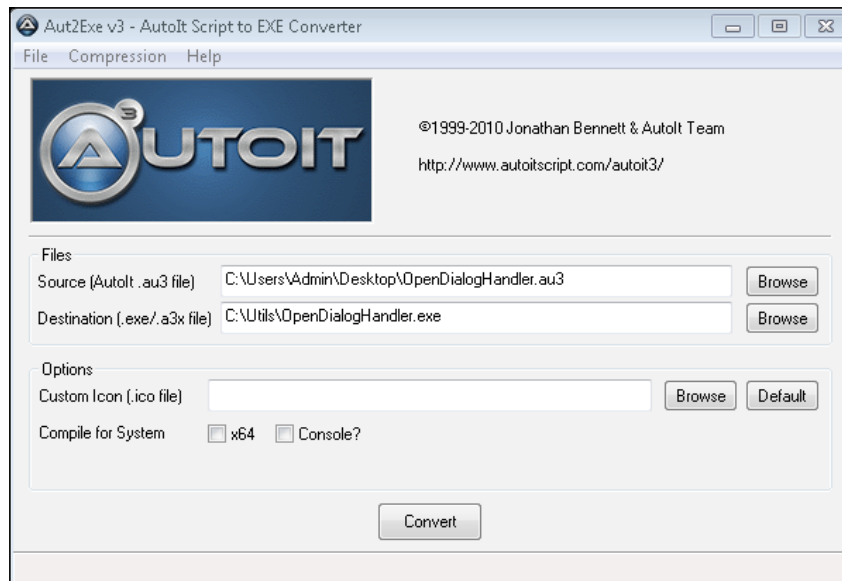 Aut2Exe v3 - AutoIt Script to EXE Converter
File Compression Help
AUTOIT
3
©1999-2010 Jonathan Bennett & AutoIt Team
http://www.autoitscript.com/autoit3/
Files
Source (AutoIt .au3 file) C:\Users\Admin\Desktop\OpenDialogHandler.au3 Browse
Destination (.exe/.a3x file) C:\Utils\OpenDialogHandler.exe Browse
Options
Custom Icon (.ico file) Browse Default
Compile for System x64 Console?
Convert